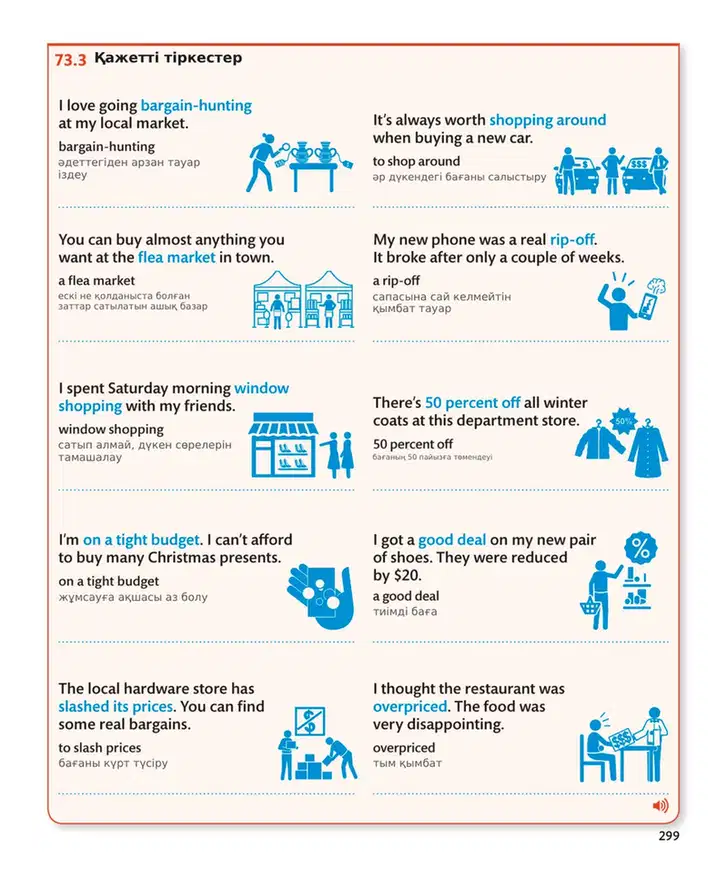 73.3 Қажетті тіркестер
I love going bargain-hunting
at my local market.
bargain-hunting
әдеттегіден арзан тауар
іздеу
It's always worth shopping around
when buying a new car.
to shop around
әр дүкендегі бағаны салыстыру
$
$$$
You can buy almost anything you
want at the flea market in town.
a flea market
ескі не қолданыста болған
заттар сатылатын ашық базар
My new phone was a real rip-off.
It broke after only a couple of weeks.
a rip-off
сапасына сай келмейтін
қымбат тауар
I spent Saturday morning window
shopping with my friends.
window shopping
сатып алмай, дүкен сөрелерін
тамашалау
There's 50 percent off all winter
coats at this department store.
50 percent off
бағаның 50 пайызға төмендеуі
50%
I'm on a tight budget. I can't afford
to buy many Christmas presents.
on a tight budget
жұмсауға ақшасы аз болу
I got a good deal on my new pair
of shoes. They were reduced
by $20.
a good deal
тиімді баға
%
The local hardware store has
slashed its prices. You can find
some real bargains.
to slash prices
бағаны күрт түсіру
$
I thought the restaurant was
overpriced. The food was
very disappointing.
overpriced
тым қымбат
$$$
299